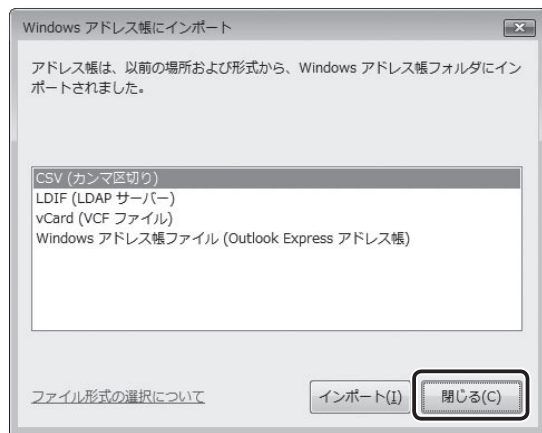 Windows アドレス帳にインポート
アドレス帳は、以前の場所および形式から、Windows アドレス帳フォルダにイン
ポートされました。
CSV (カンマ区切り)
LDIF (LDAP サーバー)
vCard (VCF ファイル)
Windows アドレス帳ファイル (Outlook Express アドレス帳)
ファイル形式の選択について
インポート(I)
閉じる(C)